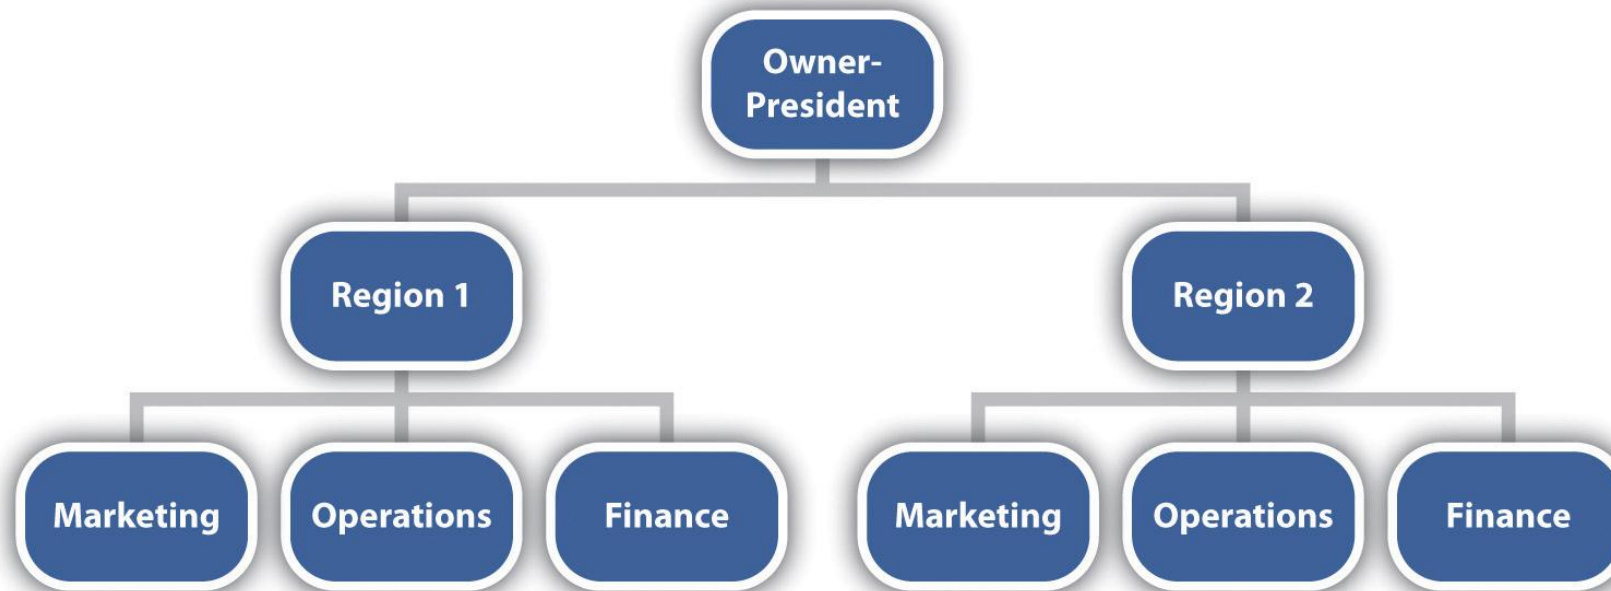 Owner-
President
Region 1
Region 2
Marketing
Operations
Finance
Marketing
Operations
Finance